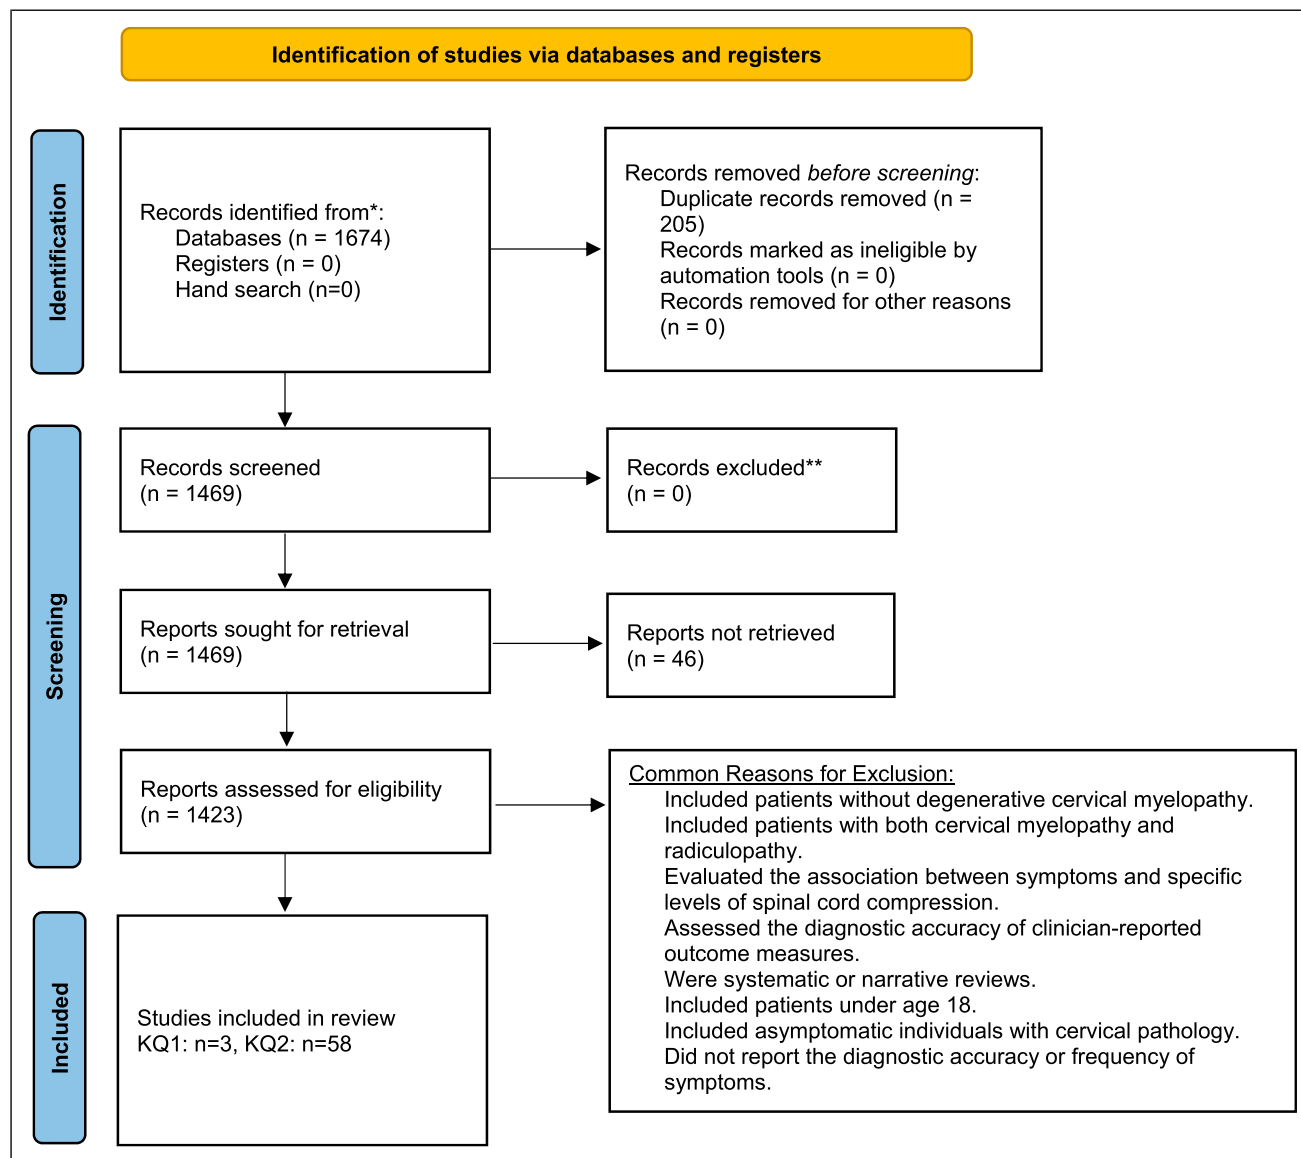 Identification of studies via databases and registers
Identification
Records identified from*:
Databases (n = 1674)
Registers (n = 0)
Hand search (n=0)
Records removed before screening:
Duplicate records removed (n =
205)
Records marked as ineligible by
automation tools (n = 0)
Records removed for other reasons
(n = 0)
Screening
Records screened
(n = 1469)
Records excluded**
(n = 0)
Reports sought for retrieval
(n = 1469)
Reports not retrieved
(n = 46)
Reports assessed for eligibility
(n = 1423)
Common Reasons for Exclusion:
Included patients without degenerative cervical myelopathy.
Included patients with both cervical myelopathy and
radiculopathy.
Evaluated the association between symptoms and specific
levels of spinal cord compression.
Assessed the diagnostic accuracy of clinician-reported
outcome measures.
Were systematic or narrative reviews.
Included patients under age 18.
Included asymptomatic individuals with cervical pathology.
Did not report the diagnostic accuracy or frequency of
symptoms.
Included
Studies included in review
KQ1: n=3, KQ2: n=58